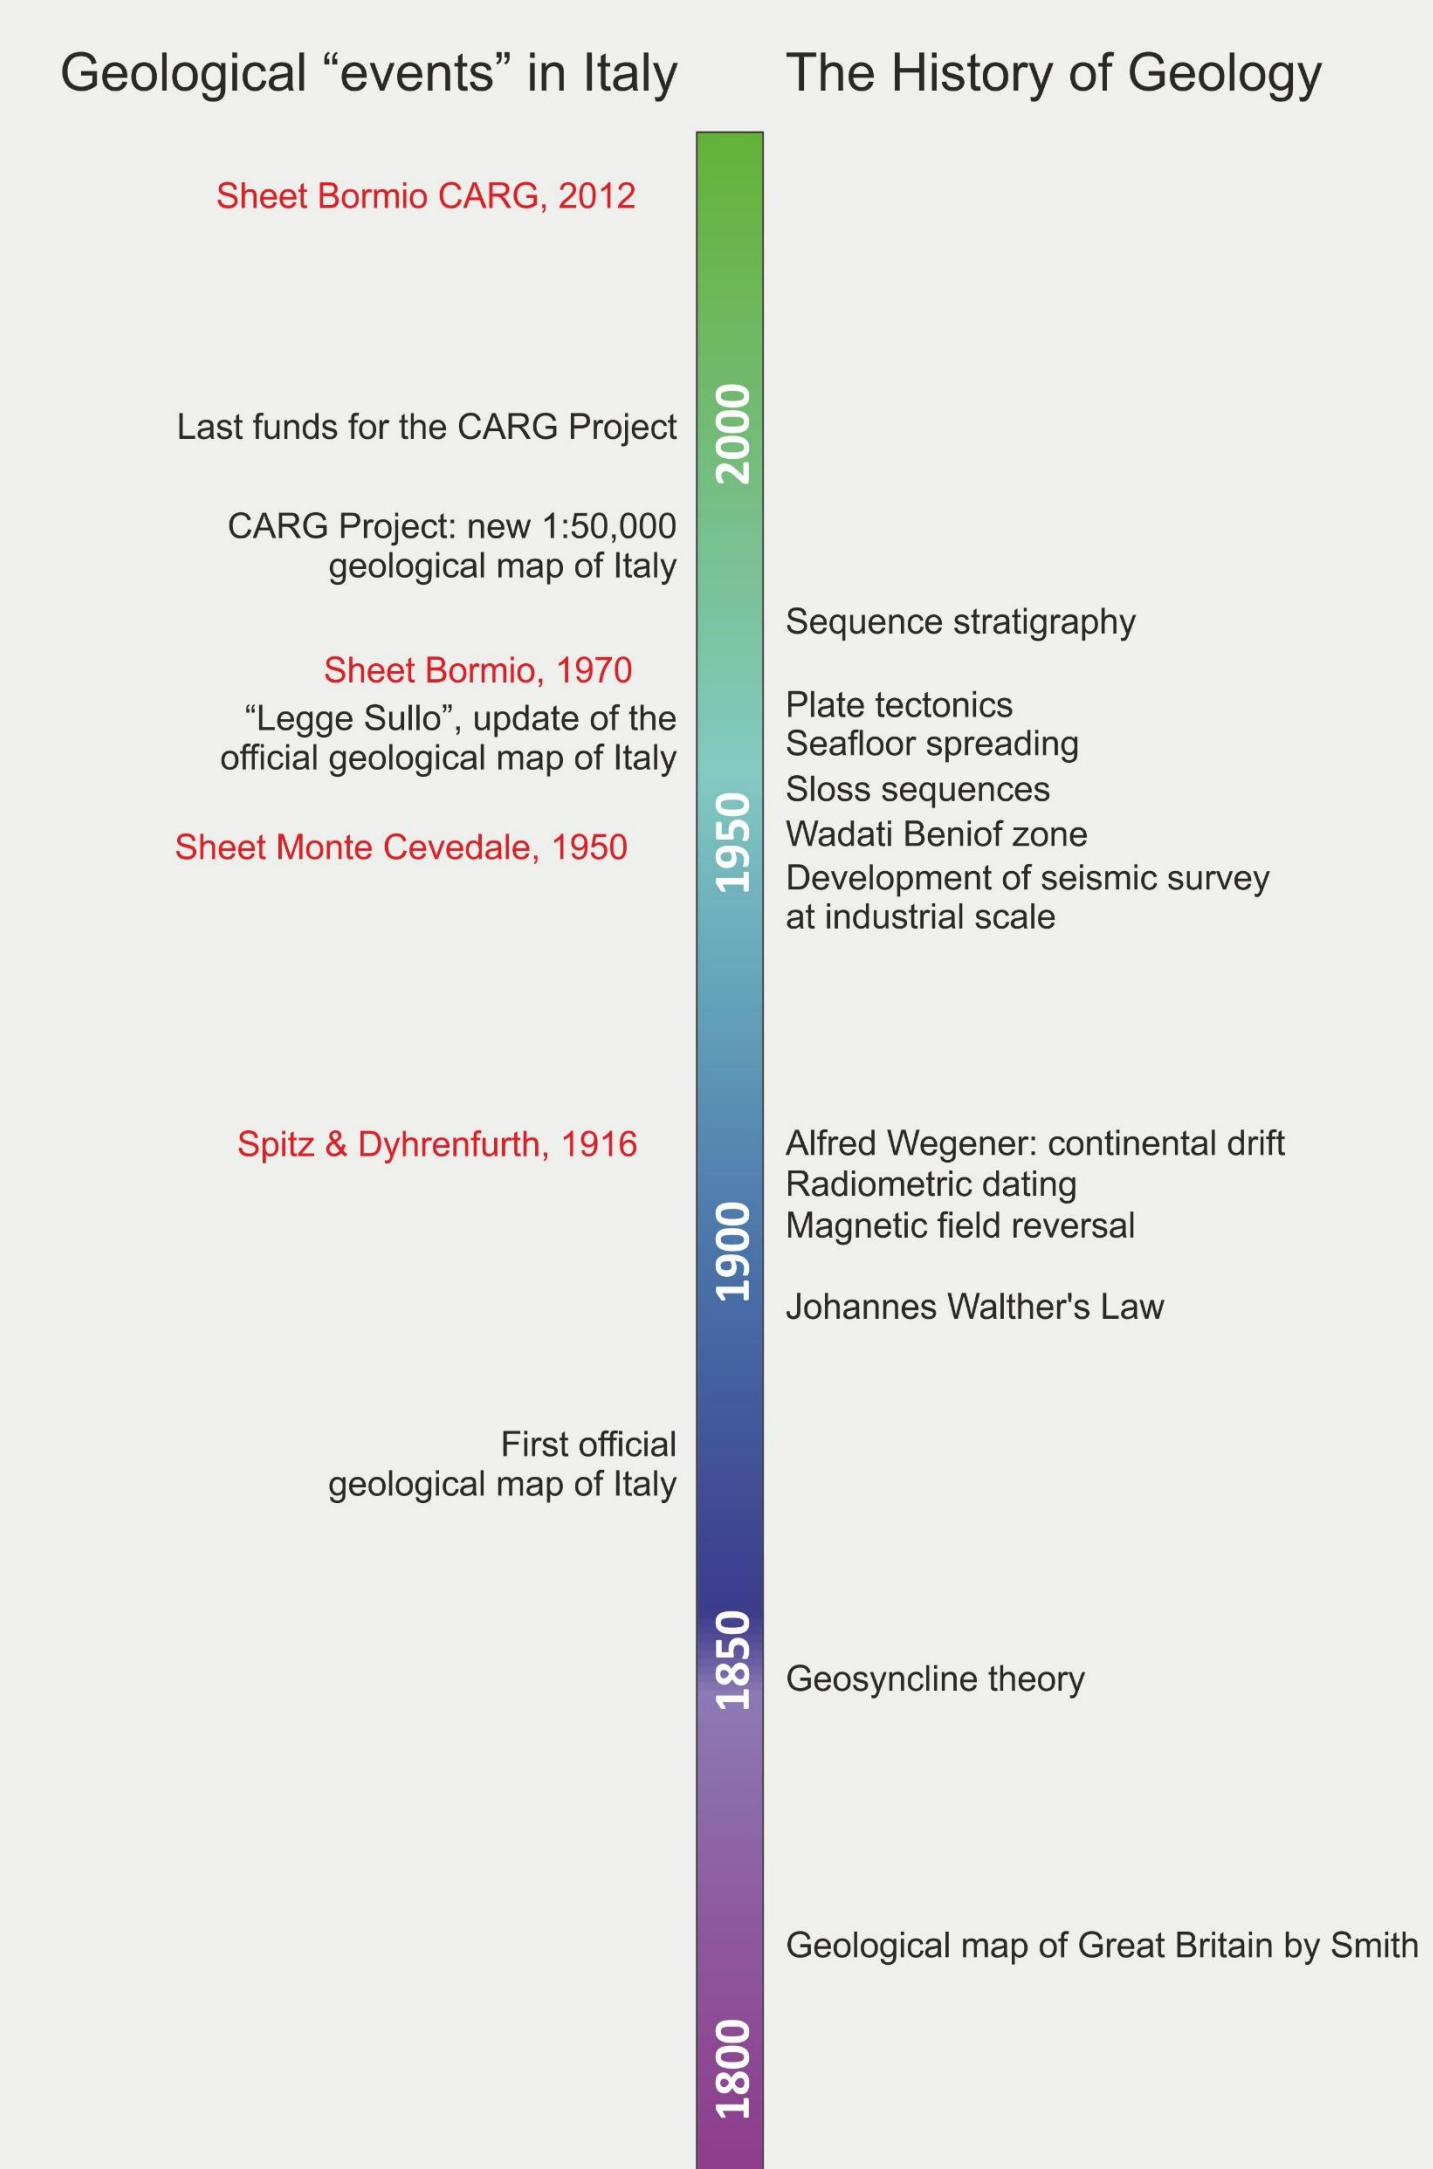 Geological “events” in Italy
Sheet Bormio CARG, 2012
Last funds for the CARG Project
CARG Project: new 1:50,000
geological map of Italy
Sheet Bormio, 1970
“Legge Sullo”, update of the
official geological map of Italy
Sheet Monte Cevedale, 1950
Spitz & Dyhrenfurth, 1916
First official
geological map of Italy
2000
1950
1900
1850
1800
The History of Geology
Sequence stratigraphy
Plate tectonics
Seafloor spreading
Sloss sequences
Wadati Beniof zone
Development of seismic survey
at industrial scale
Alfred Wegener: continental drift
Radiometric dating
Magnetic field reversal
Johannes Walther's Law
Geosyncline theory
Geological map of Great Britain by Smith